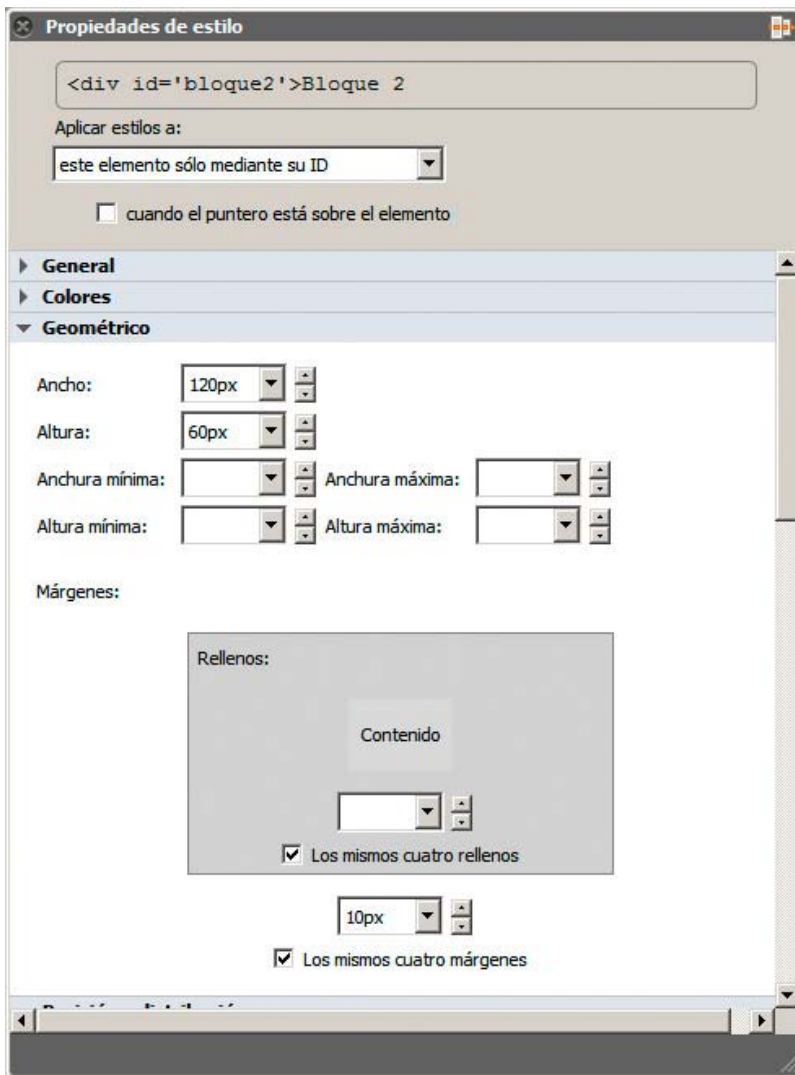 Propiedades de estilo
<div id='bloque2'>Bloque 2
Aplicar estilos a:
este elemento sólo mediante su ID
cuando el puntero está sobre el elemento
General
Colores
Geométrico
Ancho: 120px
Altura: 60px
Anchura mínima: Anchura máxima:
Altura mínima: Altura máxima:
Márgenes:
Rellenos:
Contenido
Los mismos cuatro rellenos
10px
Los mismos cuatro márgenes